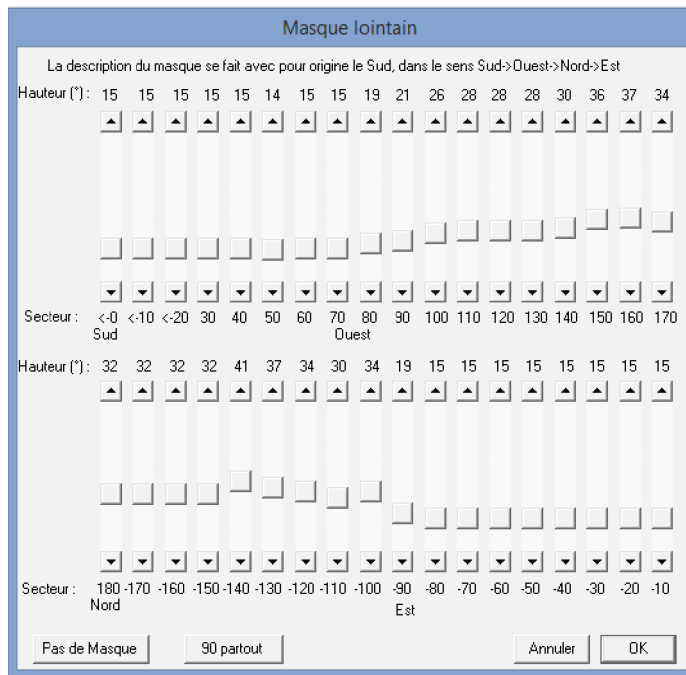 Masque lointain
La description du masque se fait avec pour origine le Sud, dans le sens Sud->Ouest->Nord->Est
Hauteur (°) : 15 15 15 15 15 14 15 15 19 21 26 28 28 28 30 36 37 34
Secteur : <-0 <-10 <-20 30 40 50 60 70 80 90 100 110 120 130 140 150 160 170
Sud Ouest
Hauteur (°) : 32 32 32 32 41 37 34 30 34 19 15 15 15 15 15 15 15 15
Secteur : 180 -170 -160 -150 -140 -130 -120 -110 -100 -90 -80 -70 -60 -50 -40 -30 -20 -10
Nord Est
Pas de Masque 90 partout Annuler OK